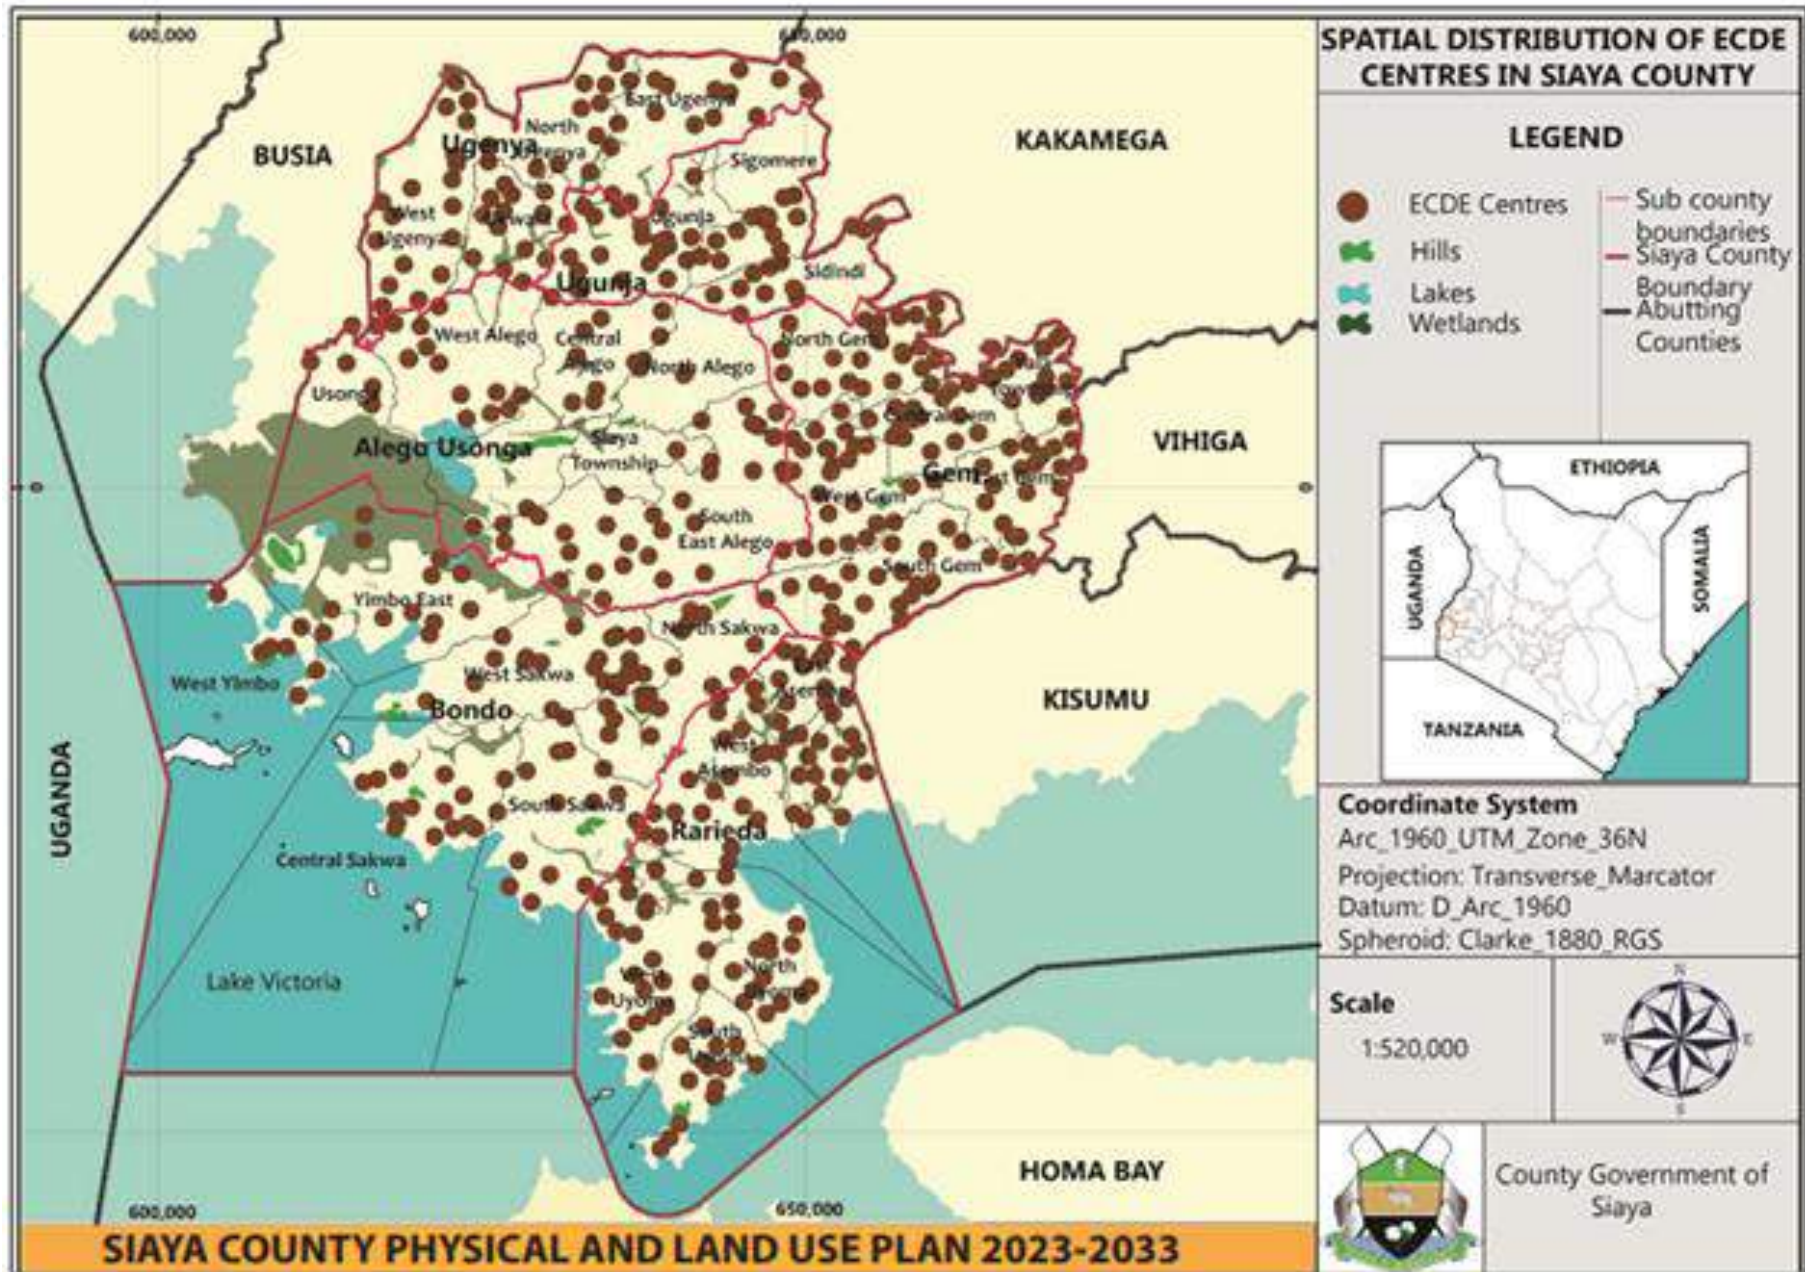 600,000
650,000
SPATIAL DISTRIBUTION OF ECDE
CENTRES IN SIAYA COUNTY
LEGEND
ECDE Centres
Hills
Lakes
Wetlands
Sub county
boundaries
Siaya County
Boundary
Abutting
Counties
BUSIA
KAKAMEGA
East Ugenya
North
Ugenya
Ugenya
Sigomere
West
Ugenya
Ugunja
Sidindi
Ugunja
West Alego
Central
Alego
North Alego
North Gem
Usonga
Central Gem
VIHIGA
Alego Usonga
Siaya
Township
Gem
West Gem
0
0
South
East Alego
South Gem
Yimbo East
North Sakwa
West Sakwa
West Yimbo
Bondo
KISUMU
West
Asembo
South Sakwa
Rarieda
UGANDA
Central Sakwa
Lake Victoria
North
Uyoma
West
Uyoma
South
HOMA BAY
600,000
650,000
ETHIOPIA
UGANDA
SOMALIA
TANZANIA
Coordinate System
Arc_1960_UTM_Zone_36N
Projection: Transverse_Marcator
Datum: D_Arc_1960
Spheroid: Clarke_1880_RGS
Scale
1:520,000
N
W
E
S
County Government of
Siaya
SIAYA COUNTY PHYSICAL AND LAND USE PLAN 2023-2033